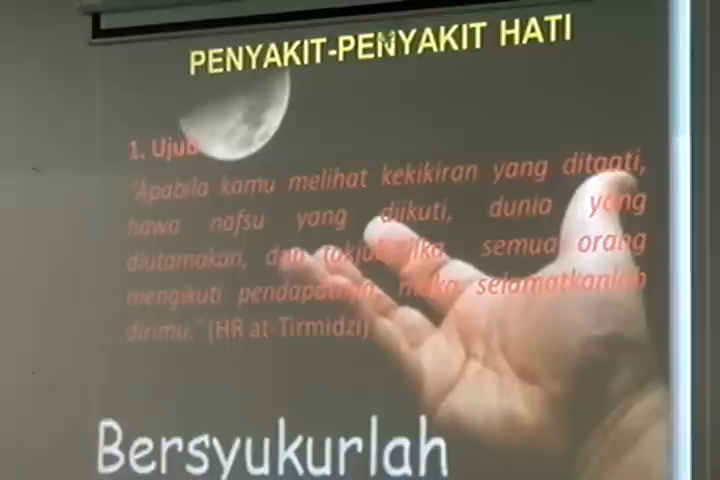 PENYAKIT-PENYAKIT HATI
1. Ujub
"Apabila kamu melihat kekikiran yang ditaati,
hawa nafsu yang diikuti, dunia yang
diutamakan, dan takjub jika semua orang
mengikuti pendapatnya, maka selamatkanlah
dirimu." (HR at-Tirmidzi)
Bersyukurlah